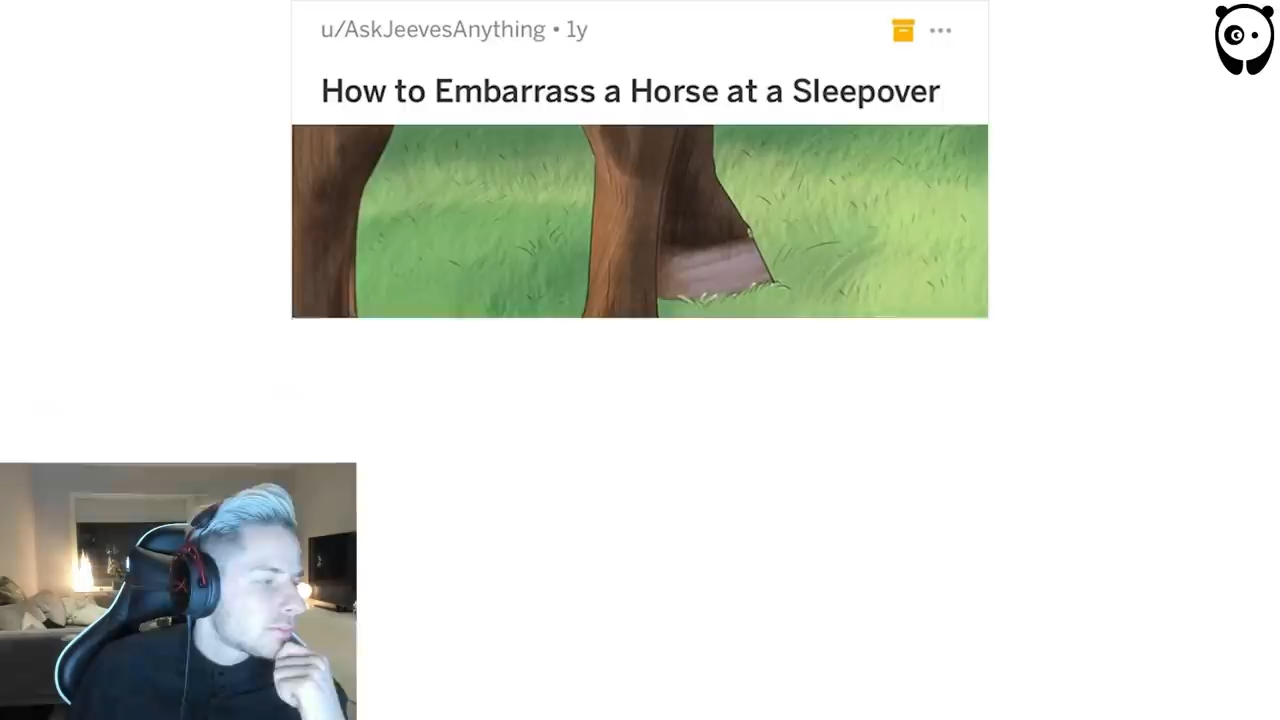 u/AskJeevesAnything • 1y
How to Embarrass a Horse at a Sleepover